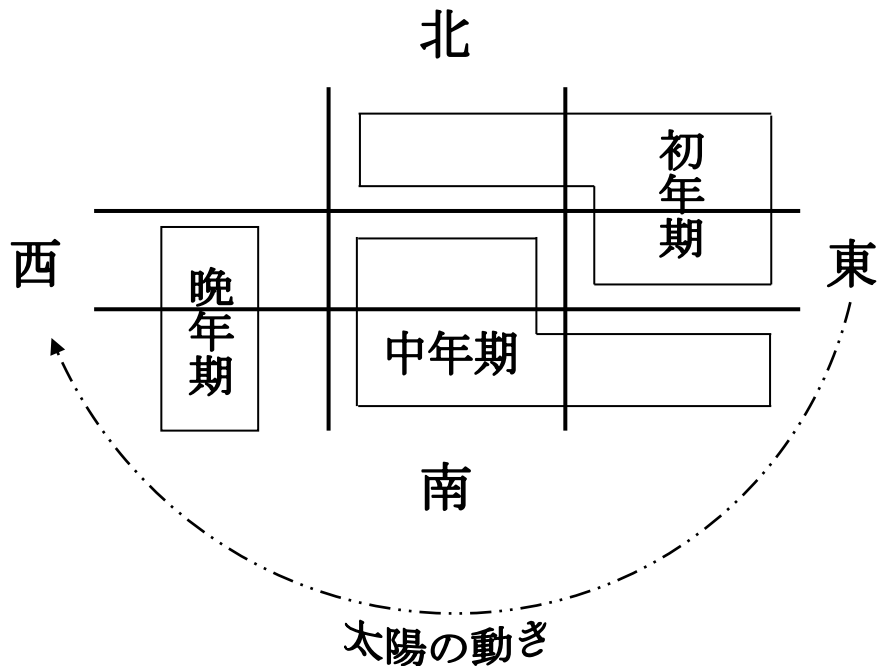 北
初年期
西
東
晩年期
中年期
南
太陽の動き